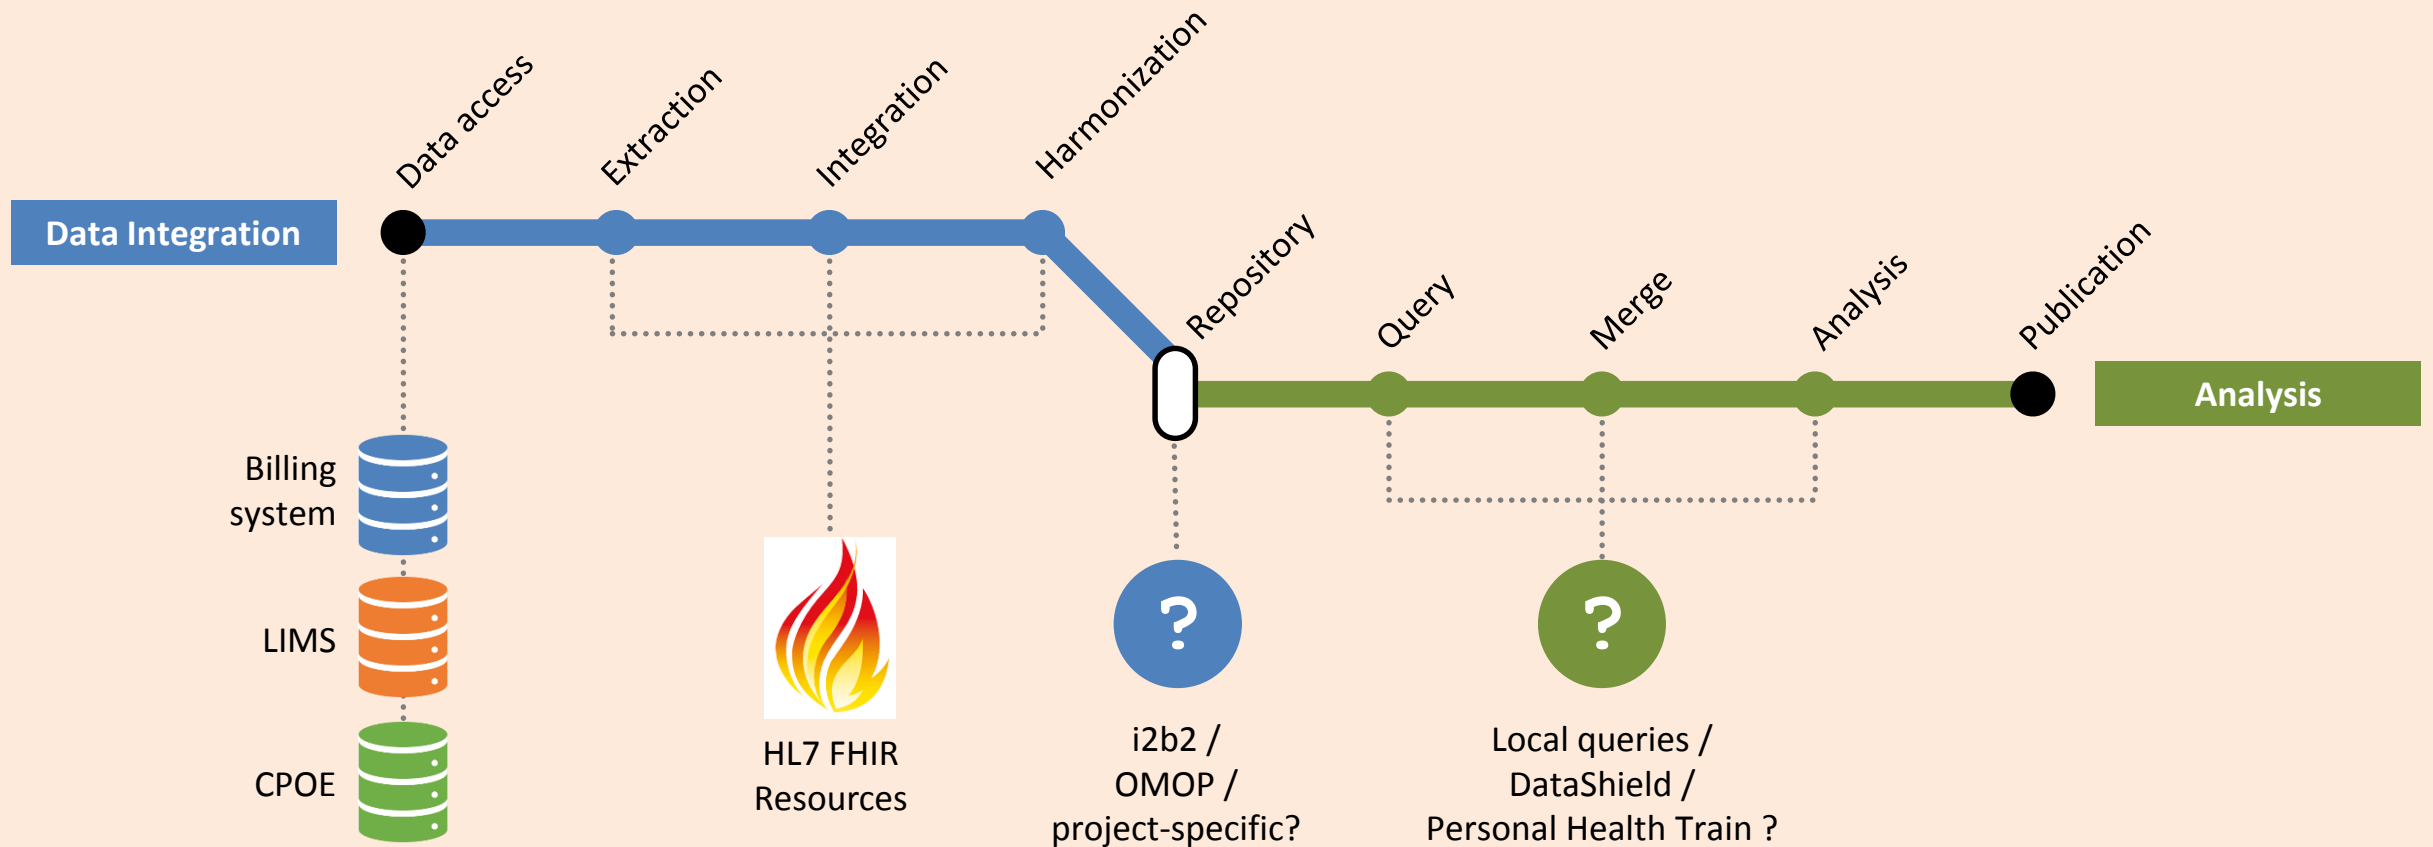 Data access
Extraction
Integration
Harmonization
Data Integration
Repository
Query
Merge
Analysis
Publication
Analysis
Billing
system
LIMS
CPOE
HL7 FHIR
Resources
?
i2b2 /
OMOP /
project-specific?
?
Local queries /
DataShield /
Personal Health Train ?